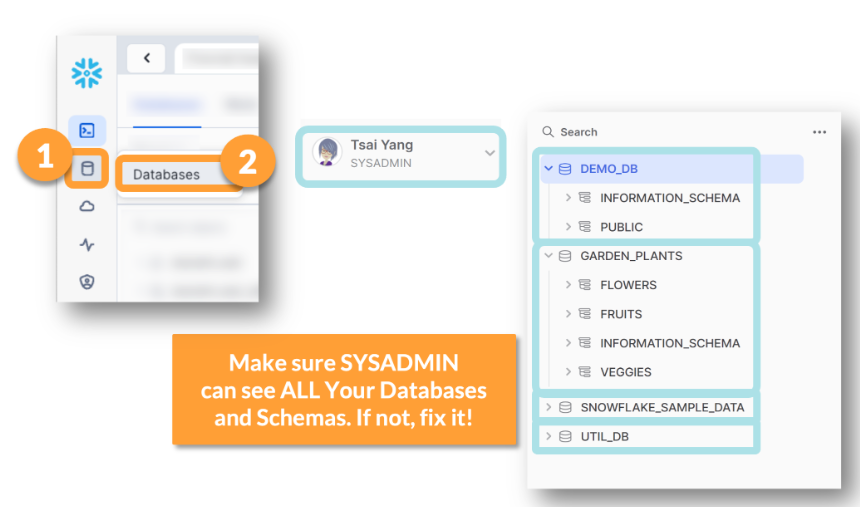 1
2
Databases
Tsai Yang
SYSADMIN
Make sure SYSADMIN
can see ALL Your Databases
and Schemas. If not, fix it!
Search
DEMO_DB
INFORMATION_SCHEMA
PUBLIC
GARDEN_PLANTS
FLOWERS
FRUITS
INFORMATION_SCHEMA
VEGGIES
SNOWFLAKE_SAMPLE_DATA
UTIL_DB